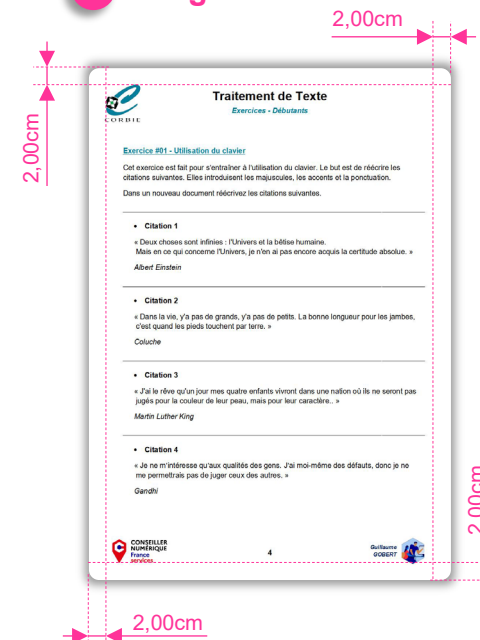 2,00cm
2,00cm
CORBIE
Traitement de Texte
Exercices - Débutants
Exercice #01 - Utilisation du clavier
Cet exercice est fait pour s'entraîner à l'utilisation du clavier. Le but est de réécrire les
citations suivantes. Elles introduisent les majuscules, les accents et la ponctuation.
Dans un nouveau document réécrivez les citations suivantes.
• Citation 1
« Deux choses sont infinies : l'Univers et la bêtise humaine.
Mais en ce qui concerne l'Univers, je n'en ai pas encore acquis la certitude absolue. »
Albert Einstein
• Citation 2
« Dans la vie, y'a pas de grands, y'a pas de petits. La bonne longueur pour les jambes,
c'est quand les pieds touchent par terre. »
Coluche
• Citation 3
« J'ai le rêve qu'un jour mes quatre enfants vivront dans une nation où ils ne seront pas
jugés pour la couleur de leur peau, mais pour leur caractère.. »
Martin Luther King
• Citation 4
« Je ne m'intéresse qu'aux qualités des gens. J'ai moi-même des défauts, donc je ne
me permettrais pas de juger ceux des autres. »
Gandhi
2,00cm
CONSEILLER
NUMÉRIQUE
France
services
4
Guillaume
GOBERT
2,00cm